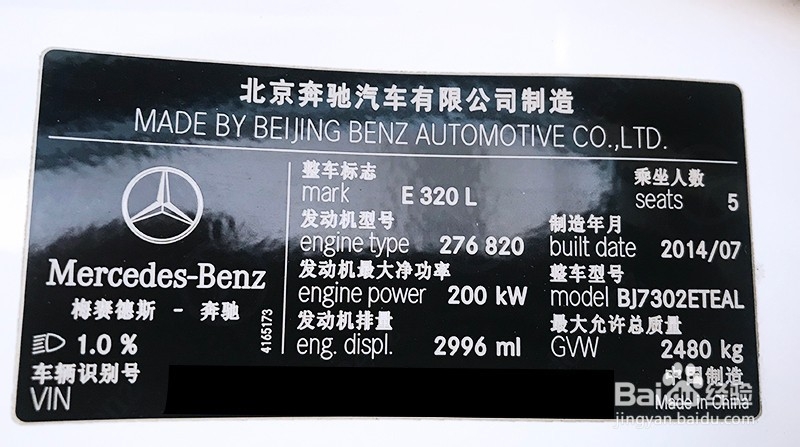 北京奔驰汽车有限公司制造
MADE BY BEIJING BENZ AUTOMOTIVE CO.,LTD.
整车标志
mark E 320 L
乘坐人数
seats 5
发动机型号
engine type 276 820
制造年月
built date 2014/07
发动机最大净功率
engine power 200 kW
整车型号
model BJ7302ETEAL
发动机排量
eng. displ. 2996 ml
最大允许总质量
GVW 2480 kg
Mercedes-Benz
梅赛德斯 - 奔驰
1.0 %
4165173
车辆识别号
VIN
中国制造
Made In China
Bai 经验
jingyan.baidu.com